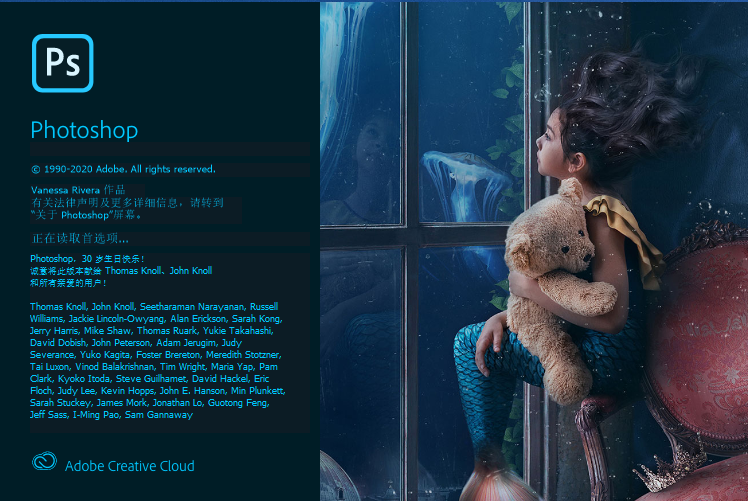 Ps
Photoshop
© 1990-2020 Adobe. All rights reserved.
Vanessa Rivera 作品
有关法律声明及更多详细信息，请转到
“关于 Photoshop”屏幕。
正在读取首选项...
Photoshop、30 岁生日快乐！
诚意将此版本献给 Thomas Knoll、John Knoll
和所有亲爱的用户！
Thomas Knoll, John Knoll, Seetharaman Narayanan, Russell
Williams, Jackie Lincoln-Owyang, Alan Erickson, Sarah Kong,
Jerry Harris, Mike Shaw, Thomas Ruark, Yukie Takahashi,
David Dobish, John Peterson, Adam Jerugim, Judy
Severance, Yuko Kagita, Foster Brereton, Meredith Stotzner,
Tai Luxon, Vinod Balakrishnan, Tim Wright, Maria Yap, Pam
Clark, Kyoko Itoda, Steve Guilhamet, David Hackel, Eric
Floch, Judy Lee, Kevin Hopps, John E. Hanson, Min Plunkett,
Sarah Stuckey, James Mork, Jonathan Lo, Guotong Feng,
Jeff Sass, I-Ming Pao, Sam Gannaway
Adobe Creative Cloud